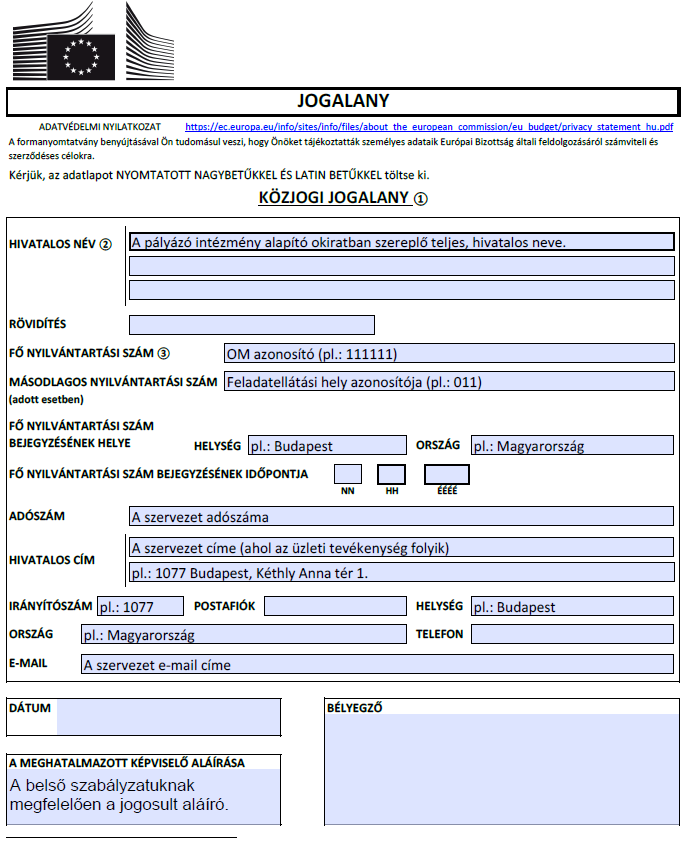 JOGALANY
ADATVÉDELMI NYILATKOZAT https://ec.europa.eu/info/sites/info/files/about_the_european_commission/eu_budget/privacy_statement_hu.pdf
A formanyomtatvány benyújtásával Ön tudomásul veszi, hogy Önöket tájékoztatták személyes adataik Európai Bizottság általi feldolgozásáról számviteli és
szerződéses célokra.
Kérjük, az adatlapot NYOMTATOTT NAGYBETŰKKEL ÉS LATIN BETŰKKEL töltse ki.
KÖZJOGI JOGALANY ①
HIVATALOS NÉV ② A pályázó intézmény alapító okiratban szereplő teljes, hivatalos neve.
RÖVIDÍTÉS
FŐ NYILVÁNTARTÁSI SZÁM ③ OM azonosító (pl.: 111111)
MÁSODLAGOS NYILVÁNTARTÁSI SZÁM Feladatellátási hely azonosítója (pl.: 011)
(adott esetben)
FŐ NYILVÁNTARTÁSI SZÁM
BEJEGYZÉSÉNEK HELYE HELYSÉG pl.: Budapest ORSZÁG pl.: Magyarország
FŐ NYILVÁNTARTÁSI SZÁM BEJEGYZÉSÉNEK IDŐPONTJA
NN HH ÉÉÉÉ
ADÓSZÁM A szervezet adószáma
HIVATALOS CÍM A szervezet címe (ahol az üzleti tevékenység folyik)
pl.: 1077 Budapest, Kéthly Anna tér 1.
IRÁNYÍTÓSZÁM pl.: 1077 POSTAFIÓK HELYSÉG pl.: Budapest
ORSZÁG pl.: Magyarország TELEFON
E-MAIL A szervezet e-mail címe
DÁTUM BÉLYEGZŐ
A MEGHATALMAZOTT KÉPVISELŐ ALÁÍRÁSA
A belső szabályzatuknak
megfelelően a jogosult aláíró.